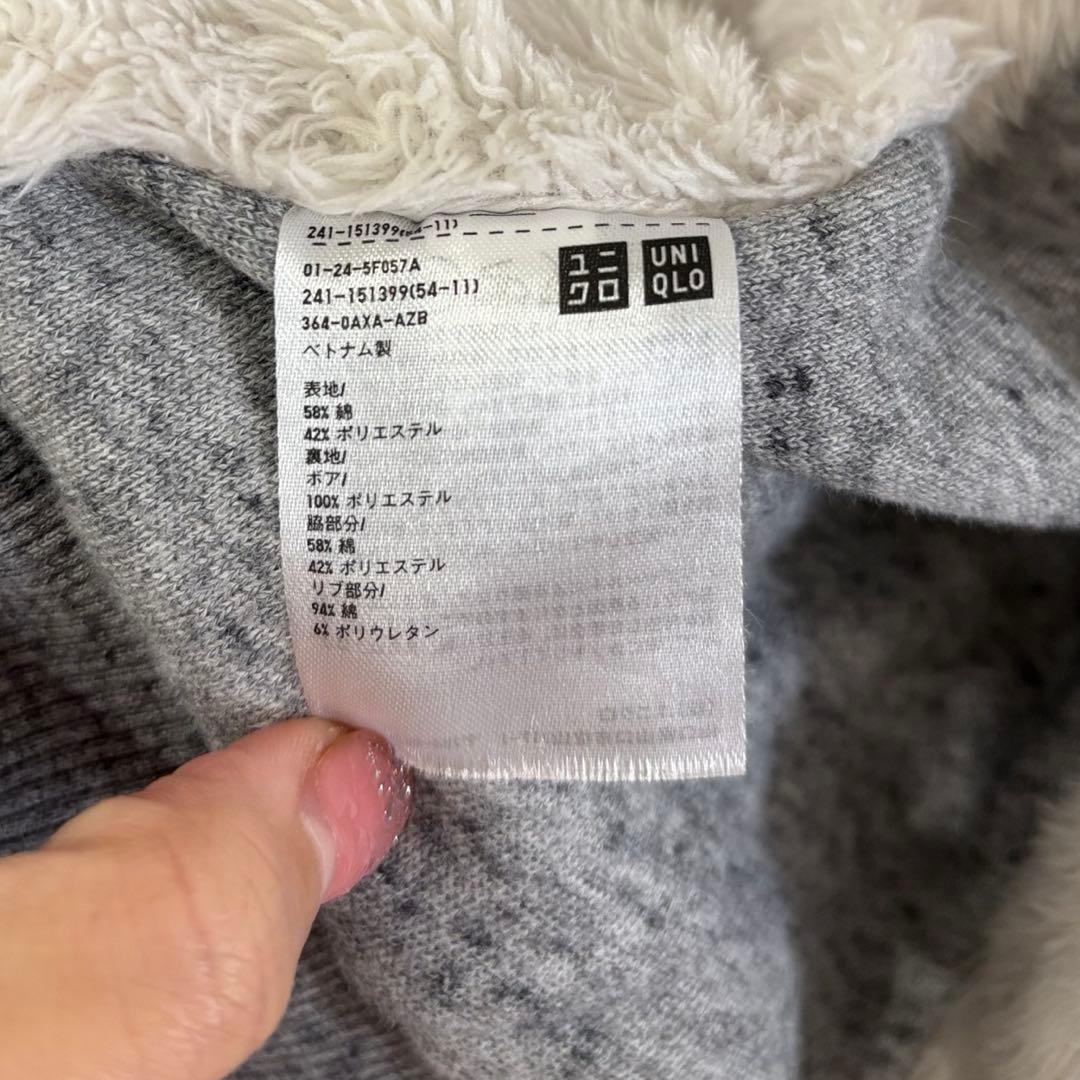 241-151399(54-11)
01-24-5F057A
241-151399(54-11)
364-0AXA-AZB
ベトナム製
ユニ
クロ
UNI
QLO
表地/
58% 綿
42% ポリエステル
裏地/
ボア/
100% ポリエステル
脇部分/
58% 綿
42% ポリエステル
リブ部分/
94% 綿
6% ポリウレタン